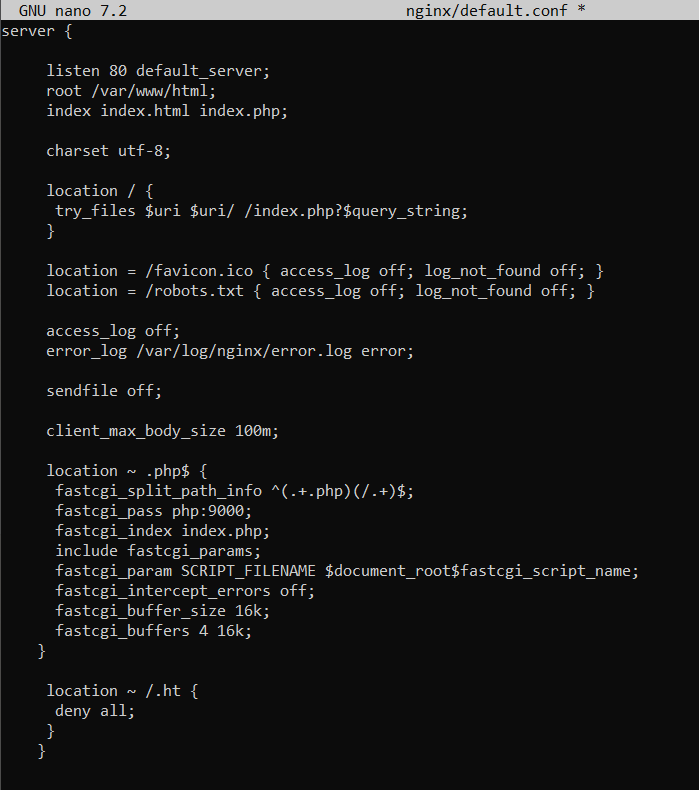 GNU nano 7.2 nginx/default.conf *
server {
listen 80 default_server;
root /var/www/html;
index index.html index.php;
charset utf-8;
location / {
try_files $uri $uri/ /index.php?$query_string;
}
location = /favicon.ico { access_log off; log_not_found off; }
location = /robots.txt { access_log off; log_not_found off; }
access_log off;
error_log /var/log/nginx/error.log error;
sendfile off;
client_max_body_size 100m;
location ~ .php$ {
fastcgi_split_path_info ^(.+.php)(/.+)$;
fastcgi_pass php:9000;
fastcgi_index index.php;
include fastcgi_params;
fastcgi_param SCRIPT_FILENAME $document_root$fastcgi_script_name;
fastcgi_intercept_errors off;
fastcgi_buffer_size 16k;
fastcgi_buffers 4 16k;
}
location ~ /.ht {
deny all;
}
}